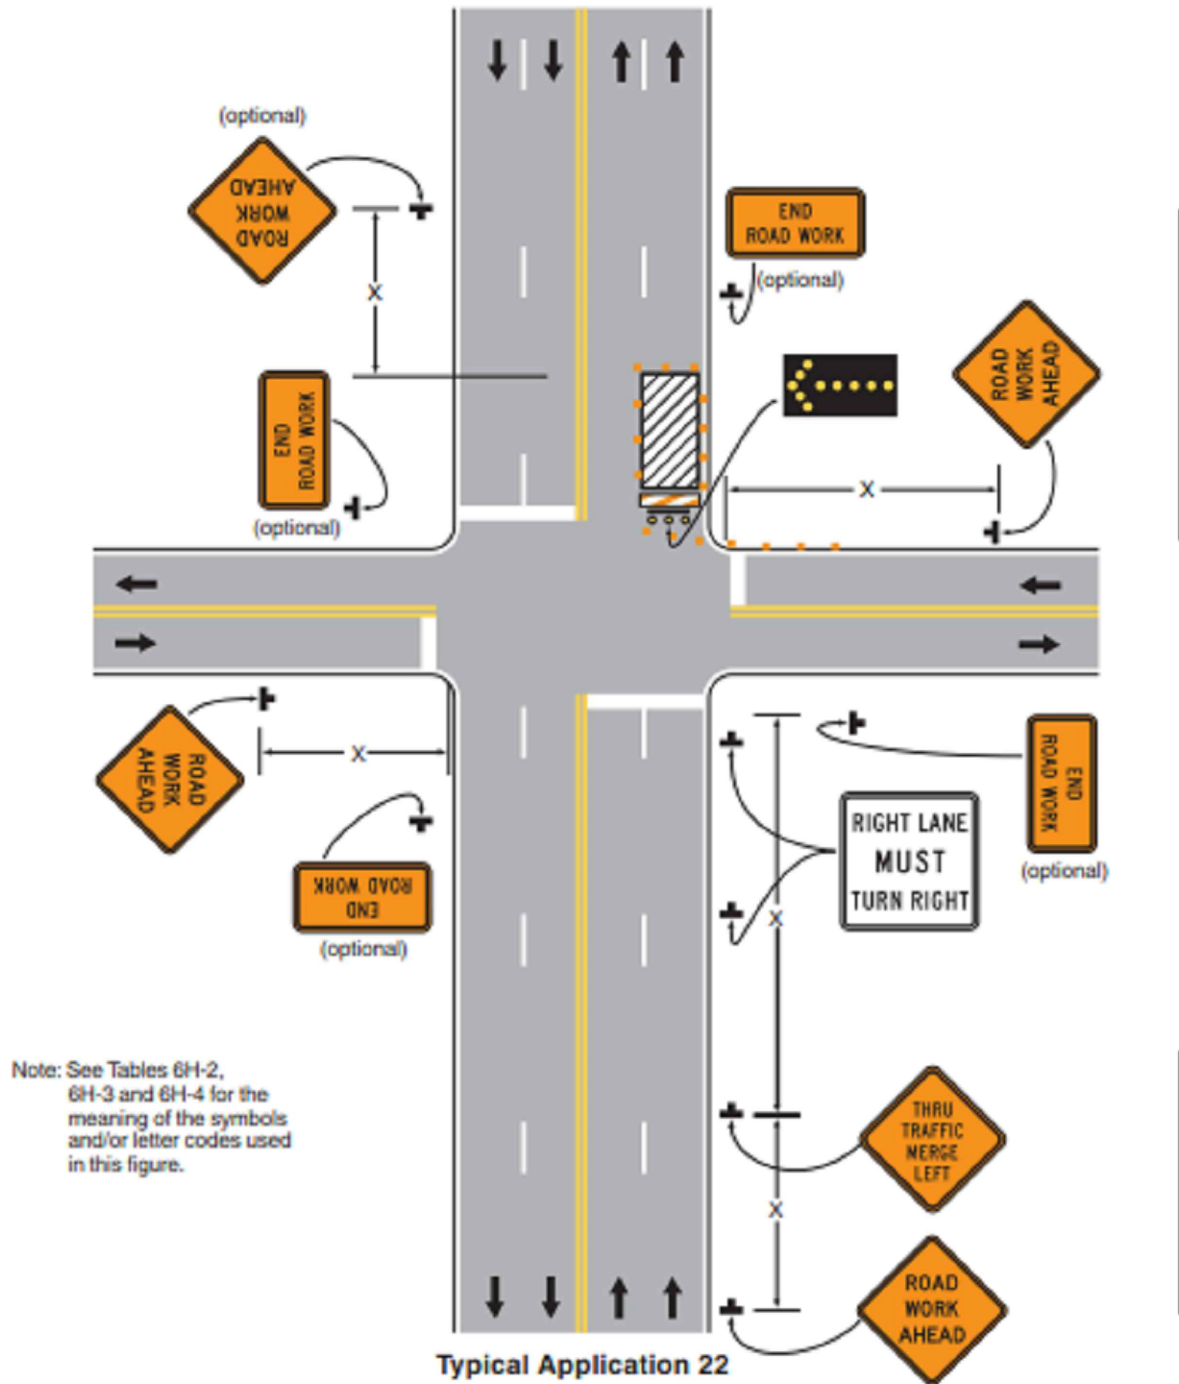 (optional)
ROAD
WORK
AHEAD
END
ROAD WORK
(optional)
ROAD
WORK
AHEAD
X
END
ROAD WORK
(optional)
X
ROAD
WORK
AHEAD
X
END
ROAD WORK
(optional)
RIGHT LANE
MUST
TURN RIGHT
END
ROAD WORK
(optional)
X
Note: See Tables 6H-2,
6H-3 and 6H-4 for the
meaning of the symbols
and/or letter codes used
in this figure.
THRU
TRAFFIC
MERGE
LEFT
X
ROAD
WORK
AHEAD
Typical Application 22